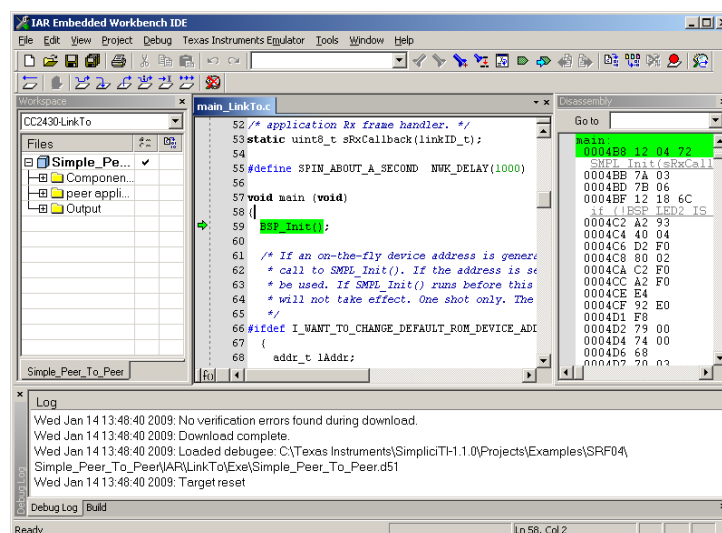 IAR Embedded Workbench IDE
File Edit View Project Debug Texas Instruments Emulator Tools Window Help
Workspace
CC2430-LinkTo
Files
Simple_Pe...
Componen...
peer appli...
Output
Simple_Peer_To_Peer
main_LinkTo.c
52 /* application Rx frame handler. */
53 static uint8_t sRxCallback(linkID_t);
54
55 #define SPIN_ABOUT_A_SECOND NWK_DELAY(1000)
56
57 void main (void)
58 {
59 BSP_Init();
60
61 /* If an on-the-fly device address is genera
62 * call to SMPL_Init(). If the address is se
63 * be used. If SMPL_Init() runs before this
64 * will not take effect. One shot only. The
65 */
66 #ifdef I_WANT_TO_CHANGE_DEFAULT_ROM_DEVICE_ADD
67 {
68 addr_t lAddr;
f()
Disassembly
Go to
main:
0004B8 12 04 72
SMPL_Init(sRxCall
0004BB 7A 03
0004BD 7B 06
0004BF 12 18 6C
if (!BSP_LED2_IS
0004C2 A2 93
0004C4 40 04
0004C6 D2 F0
0004C8 80 02
0004CA C2 F0
0004CC A2 F0
0004CE E4
0004CF 92 E0
0004D1 F8
0004D2 79 00
0004D4 74 00
0004D6 68
0004D7 70 03
Log
Wed Jan 14 13:48:40 2009: No verification errors found during download.
Wed Jan 14 13:48:40 2009: Download complete.
Wed Jan 14 13:48:40 2009: Loaded debugee: C:\Texas Instruments\SimpliciTI-1.1.0\Projects\Examples\SRF04\
Simple_Peer_To_Peer\IAR\LinkTo\Exe\Simple_Peer_To_Peer.d51
Wed Jan 14 13:48:40 2009: Target reset
Debug Log
Debug Log Build
Ready
Ln 58, Col 2